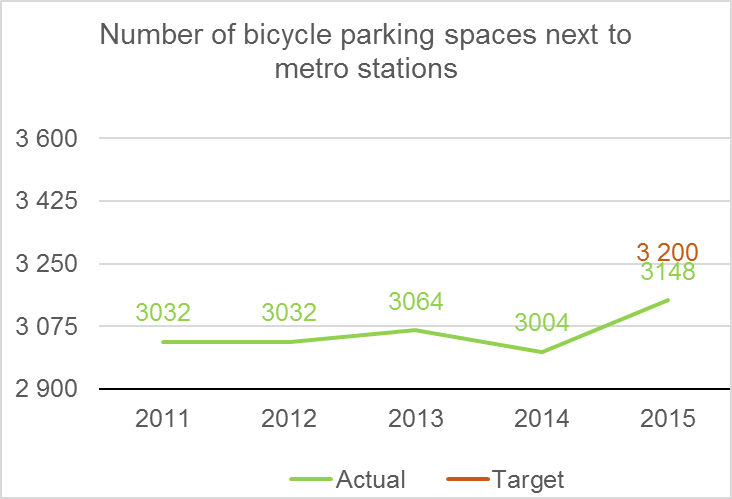 Number of bicycle parking spaces next to
metro stations
3 600
3 425
3 250
3 075
2 900
3032
3032
3064
3004
3 200
3148
2011 2012 2013 2014 2015
Actual Target